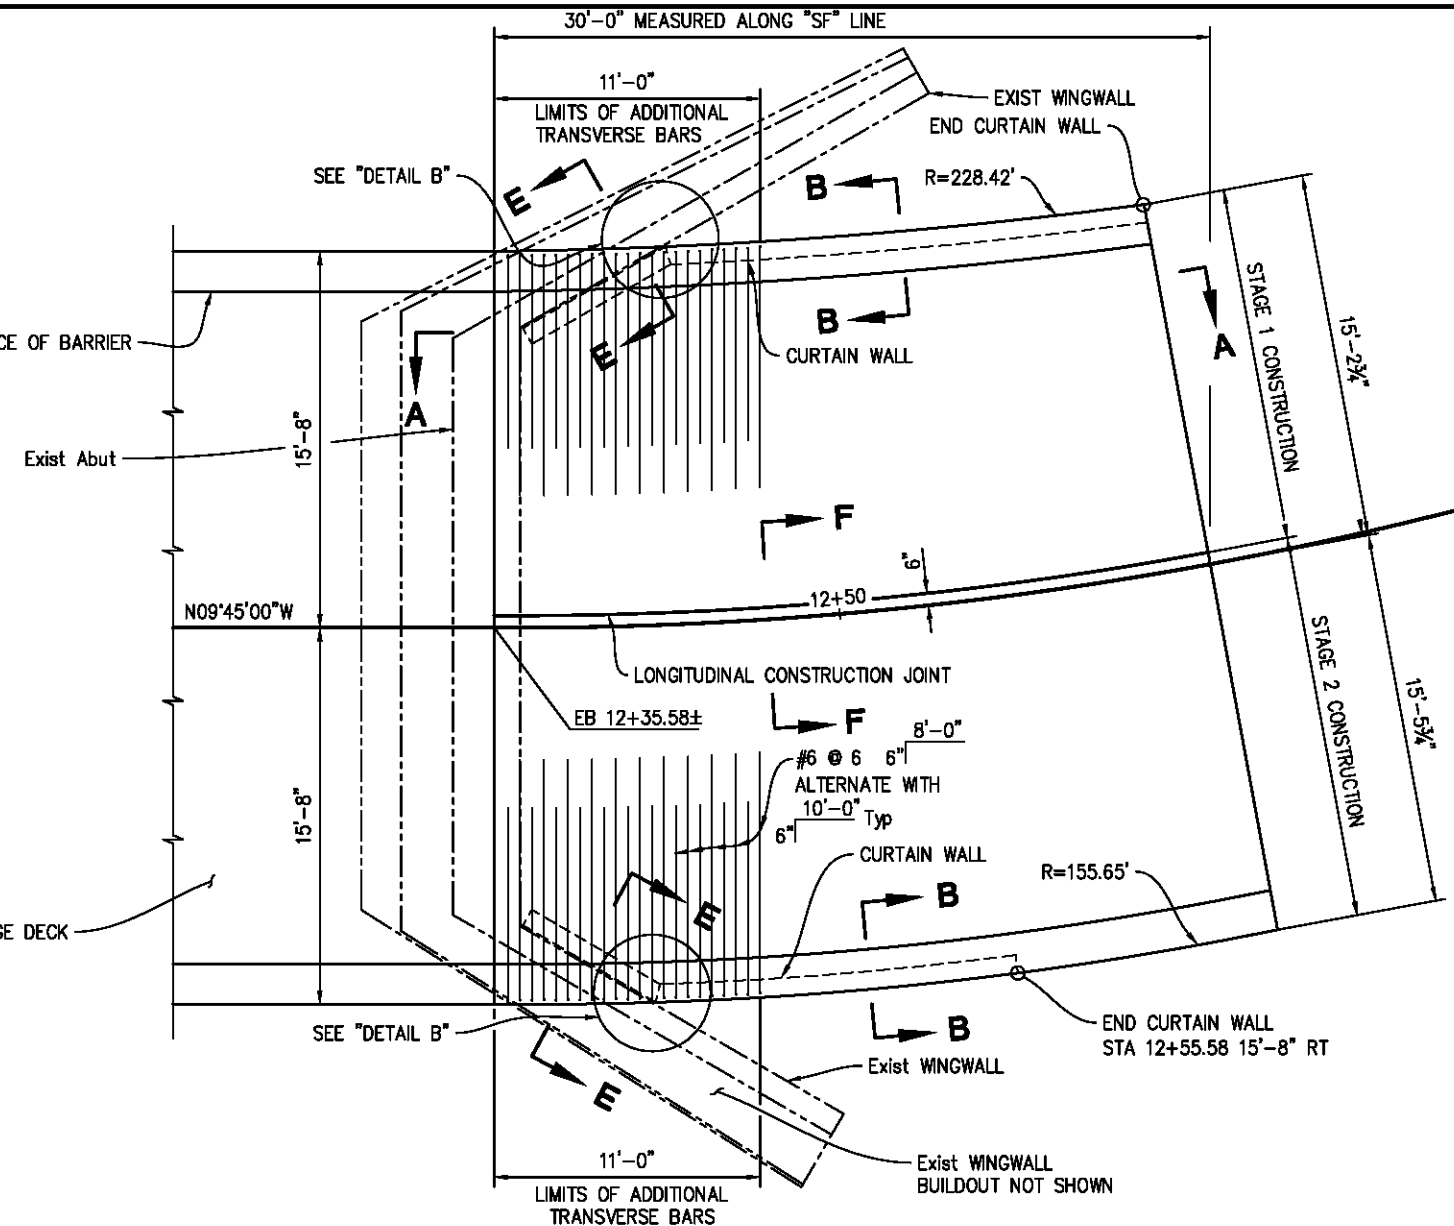 30'-0" MEASURED ALONG "SF" LINE
11'-0"
LIMITS OF ADDITIONAL
TRANSVERSE BARS
EXIST WINGWALL
END CURTAIN WALL
SEE "DETAIL B"
E
B
R=228.42'
STAGE 1 CONSTRUCTION
15'-2¾"
CE OF BARRIER
A
E
B
CURTAIN WALL
A
15'-8"
Exist Abut
F
6"
12+50
N09°45'00"W
LONGITUDINAL CONSTRUCTION JOINT
EB 12+35.58±
F
STAGE 2 CONSTRUCTION
15'-5¾"
#6 @ 6 6" 8'-0"
ALTERNATE WITH
6" 10'-0" Typ
15'-8"
CURTAIN WALL
R=155.65'
B
E
GE DECK
SEE "DETAIL B"
B
END CURTAIN WALL
STA 12+55.58 15'-8" RT
Exist WINGWALL
E
11'-0"
LIMITS OF ADDITIONAL
TRANSVERSE BARS
Exist WINGWALL
BUILDOUT NOT SHOWN